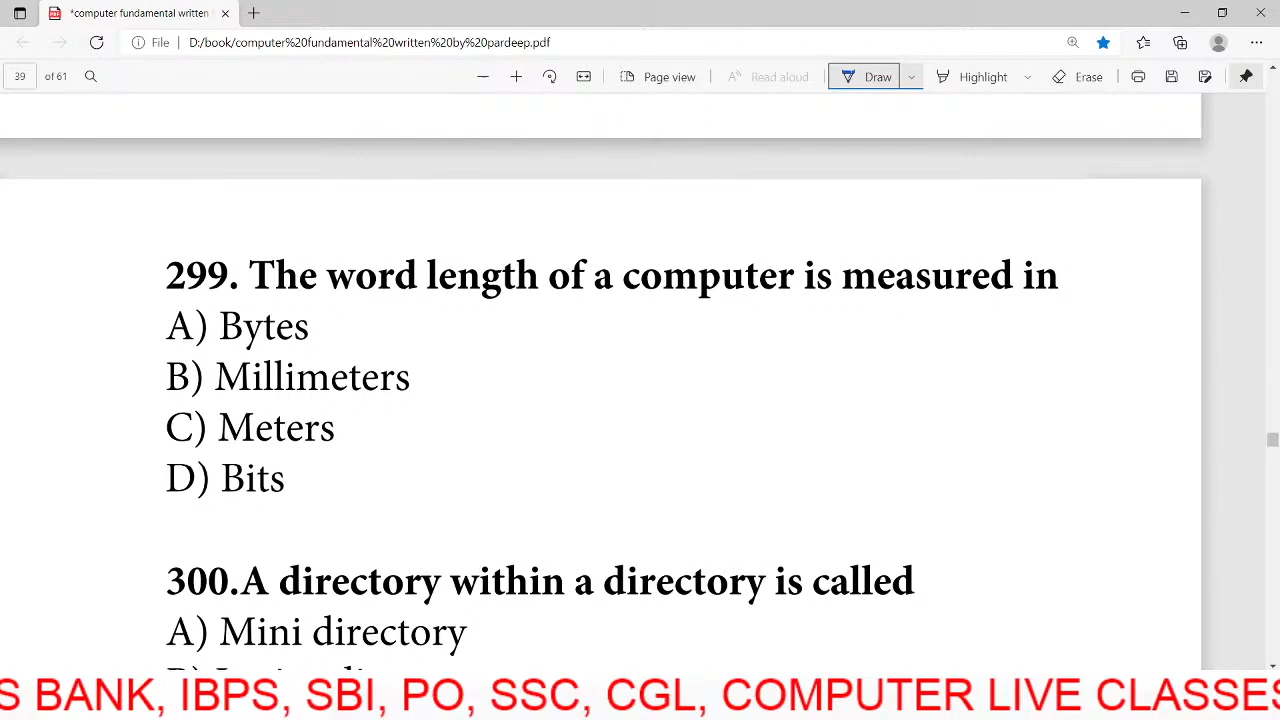 *computer fundamental written
File D:/book/computer%20fundamental%20written%20by%20pardeep.pdf
39 of 61 Page view Read aloud Draw Highlight Erase
299. The word length of a computer is measured in
A) Bytes
B) Millimeters
C) Meters
D) Bits
300.A directory within a directory is called
A) Mini directory
S BANK, IBPS, SBI, PO, SSC, CGL, COMPUTER LIVE CLASSES